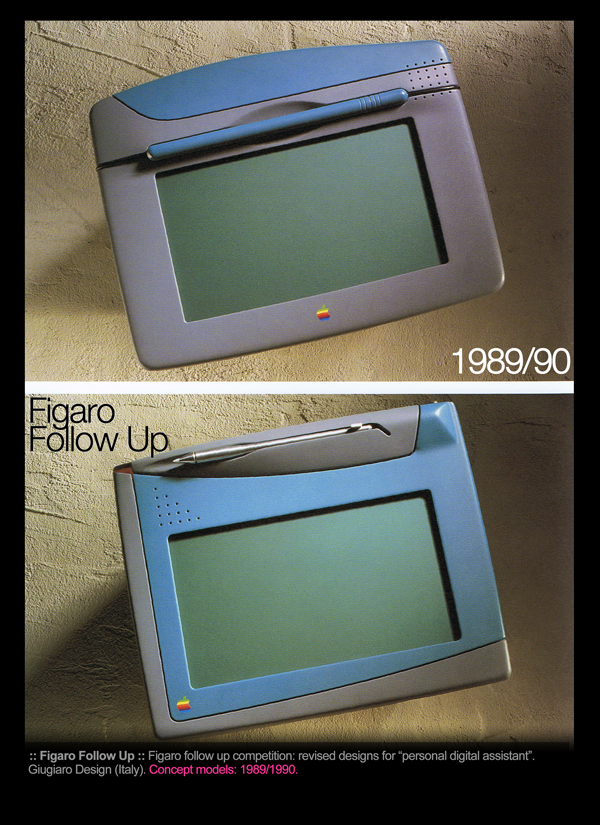 1989/90
Figaro
Follow Up
:: Figaro Follow Up :: Figaro follow up competition: revised designs for “personal digital assistant”.
Giugiaro Design (Italy). Concept models: 1989/1990.